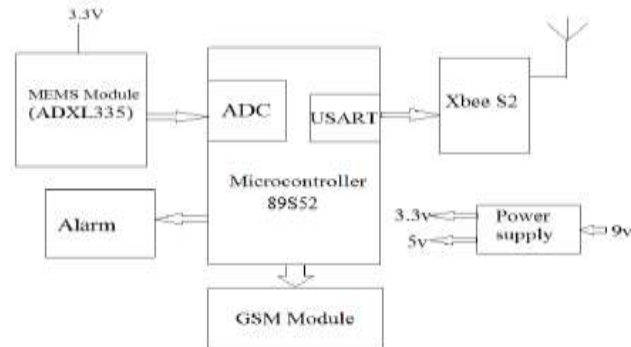 3.3V
MEMS Module
(ADXL335)
ADC
USART
Xbee S2
Microcontroller
89S52
Alarm
3.3v
5v
Power
supply
9v
GSM Module